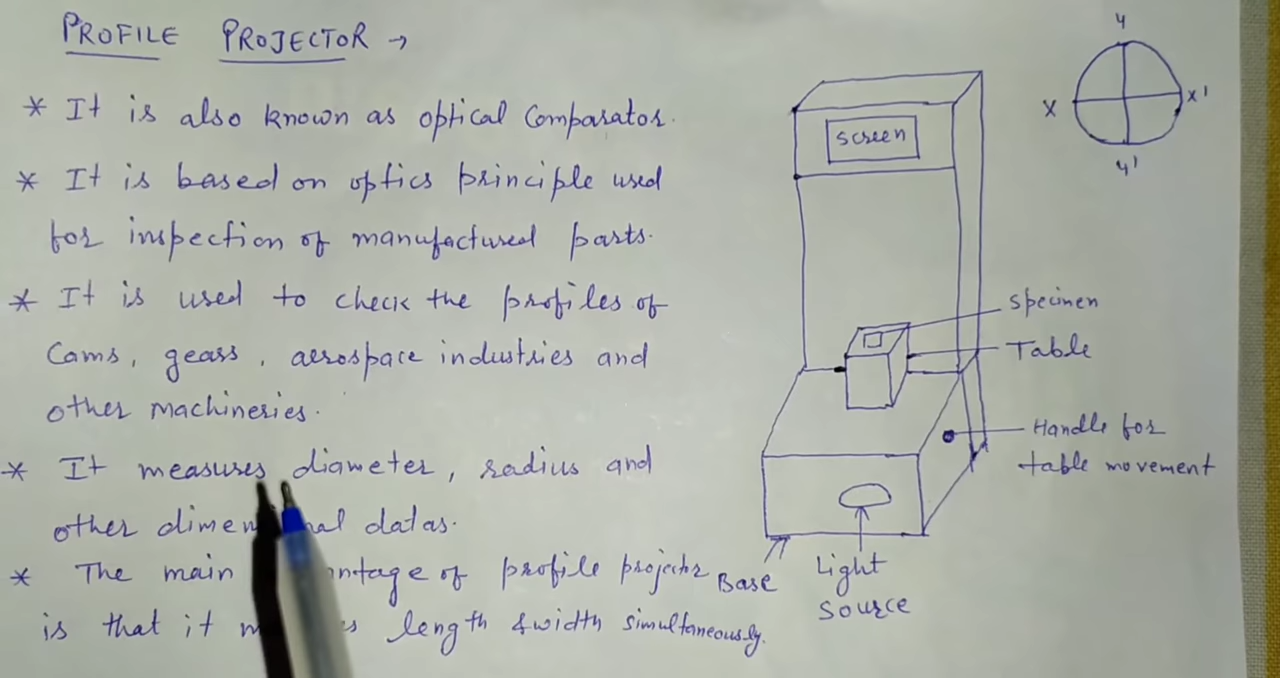 PROFILE PROJECTOR →
* It is also known as optical Comparator.
* It is based on optics principle used
for inspection of manufactured parts.
* It is used to check the profiles of
Cams, gears, aerospace industries and
other machineries.
* It measures diameter, radius and
other dimen nal datas.
* The main ntage of profile projector
is that it m s length & width simultaneously.
y
x x'
y'
Screen
Specimen
Table
Handle for
table movement
Base
Light
Source